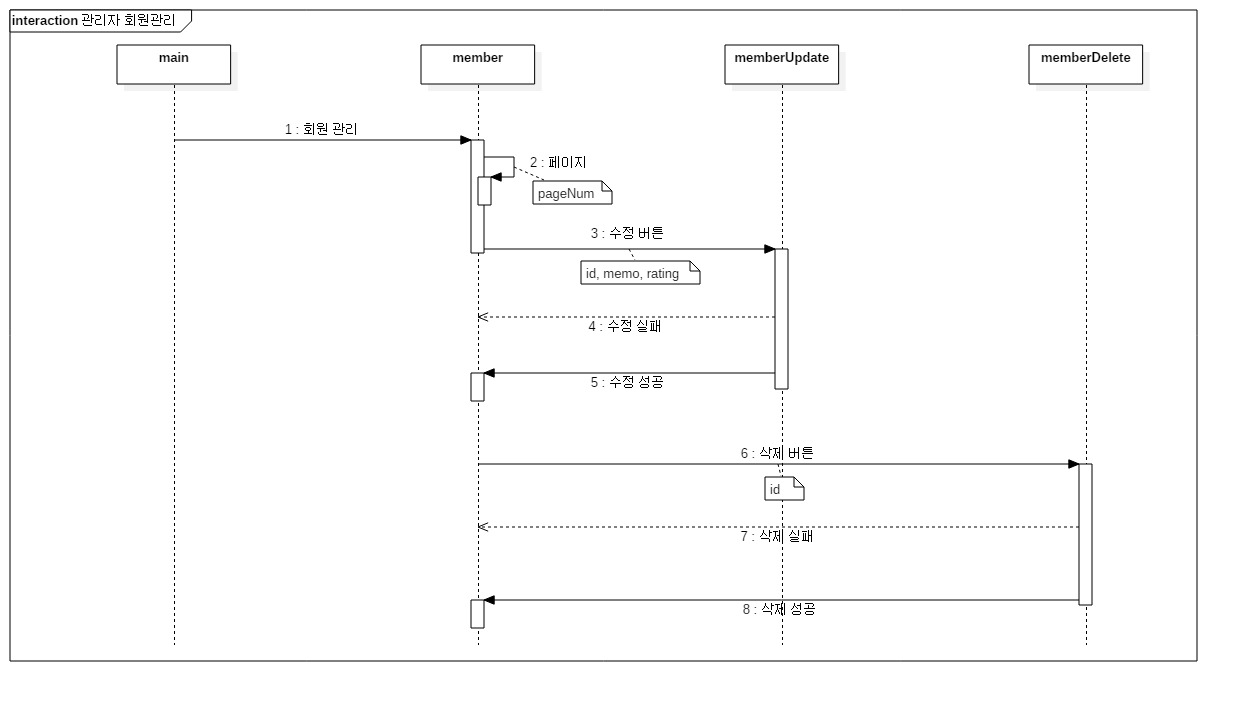 interaction 관리자 회원관리
main
member
memberUpdate
memberDelete
1 : 회원 관리
2 : 페이지
pageNum
3 : 수정 버튼
id, memo, rating
4 : 수정 실패
5 : 수정 성공
6 : 삭제 버튼
id
7 : 삭제 실패
8 : 삭제 성공